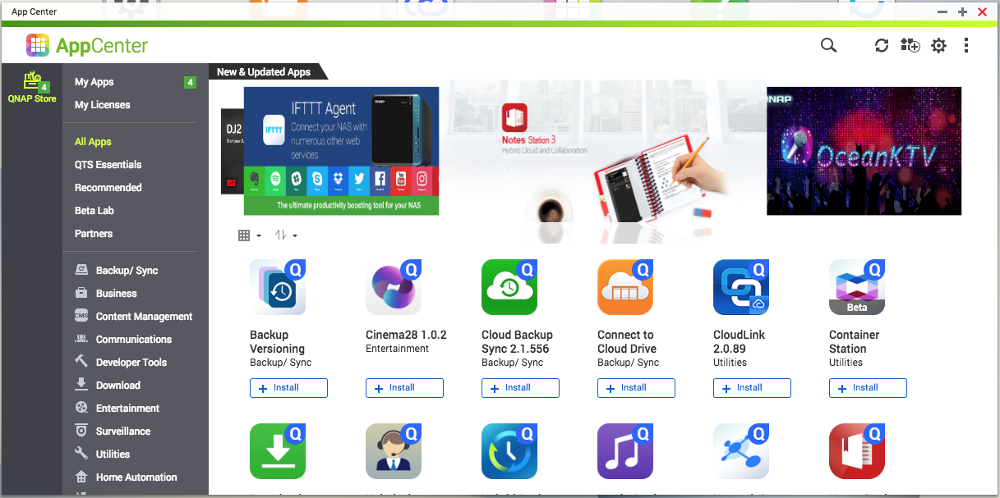 App Center
AppCenter
4
QNAP Store
My Apps
4
My Licenses
All Apps
QTS Essentials
Recommended
Beta Lab
Partners
Backup/ Sync
Business
CMS
Content Management
Communications
Developer Tools
Download
Entertainment
Surveillance
Utilities
Home Automation
New & Updated Apps
DJ2
IFTTT Agent
IFTTT
Connect your NAS with
numerous other web
services
The ultimate productivity boosting tool for your NAS
Notes Station 3
Hybrid Cloud and Collaboration
NAP
OceanKTV
Q
Q
Q
Q
Q
Q
Beta
Backup
Versioning
Backup/ Sync
+ Install
Cinema28 1.0.2
Entertainment
+ Install
Cloud Backup
Sync 2.1.556
Backup/ Sync
+ Install
Connect to
Cloud Drive
Backup/ Sync
+ Install
CloudLink
2.0.89
Utilities
+ Install
Container
Station
Utilities
+ Install
Q
Q
Q
Q
Q
Q